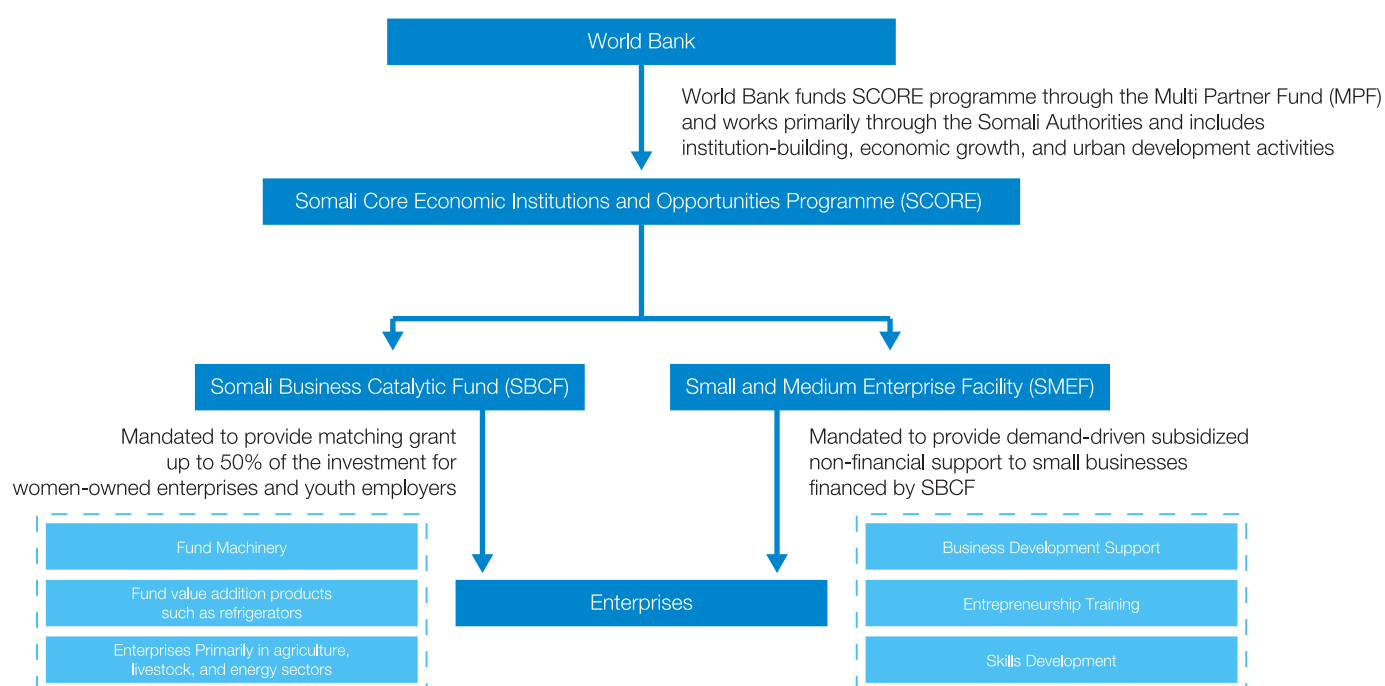 World Bank
World Bank funds SCORE programme through the Multi Partner Fund (MPF)
and works primarily through the Somali Authorities and includes
institution-building, economic growth, and urban development activities
Somali Core Economic Institutions and Opportunities Programme (SCORE)
Somali Business Catalytic Fund (SBCF)
Small and Medium Enterprise Facility (SMEF)
Mandated to provide matching grant
up to 50% of the investment for
women-owned enterprises and youth employers
Mandated to provide demand-driven subsidized
non-financial support to small businesses
financed by SBCF
Fund Machinery
Fund value addition products
such as refrigerators
Enterprises Primarily in agriculture,
livestock, and energy sectors
Enterprises
Business Development Support
Entrepreneurship Training
Skills Development